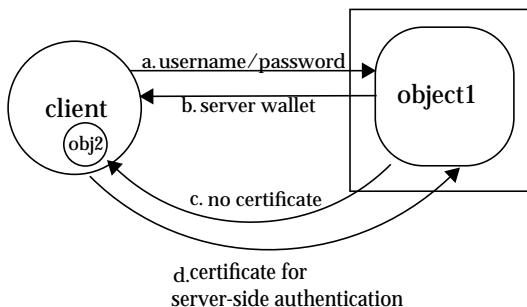 a. username/password
b. server wallet
client
obj2
object1
c. no certificate
d. certificate for
server-side authentication